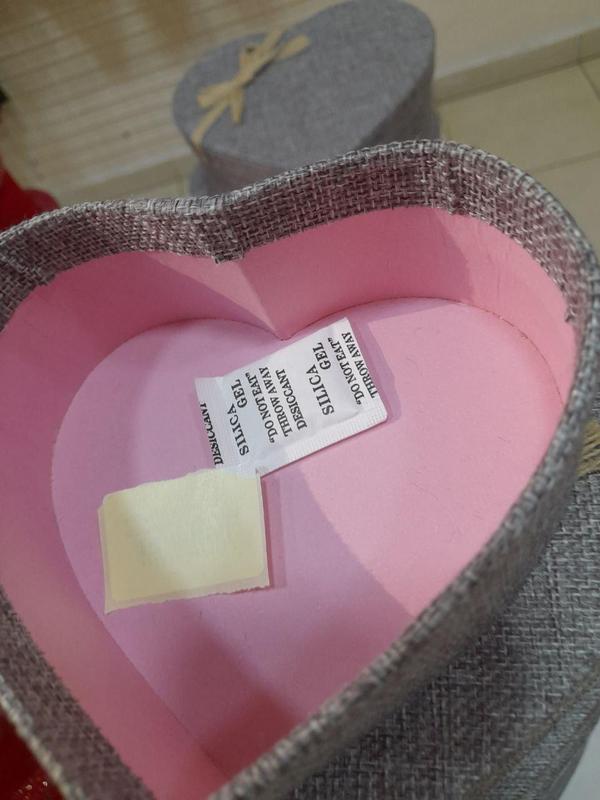 DESICCANT
SILICA
GEL
"DO NOT EAT"
THROW AWAY
DESICCANT
SILICA
GEL
"DO NOT EAT"
THROW AWAY